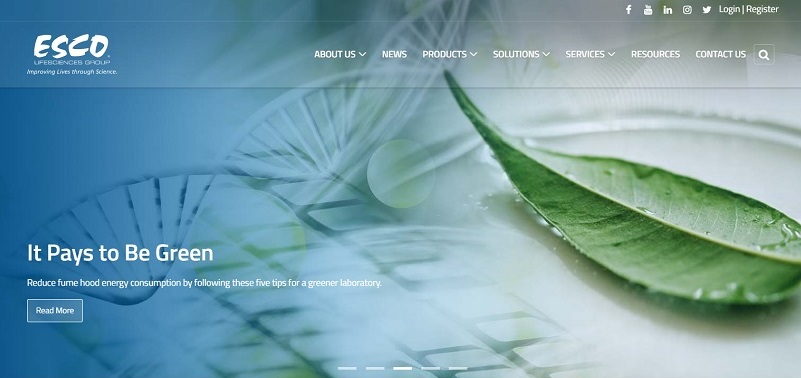 Login | Register
ESCO
LIFESCIENCES GROUP
Improving Lives through Science.
ABOUT US
NEWS
PRODUCTS
SOLUTIONS
SERVICES
RESOURCES
CONTACT US
It Pays to Be Green
Reduce fume hood energy consumption by following these five tips for a greener laboratory.
Read More